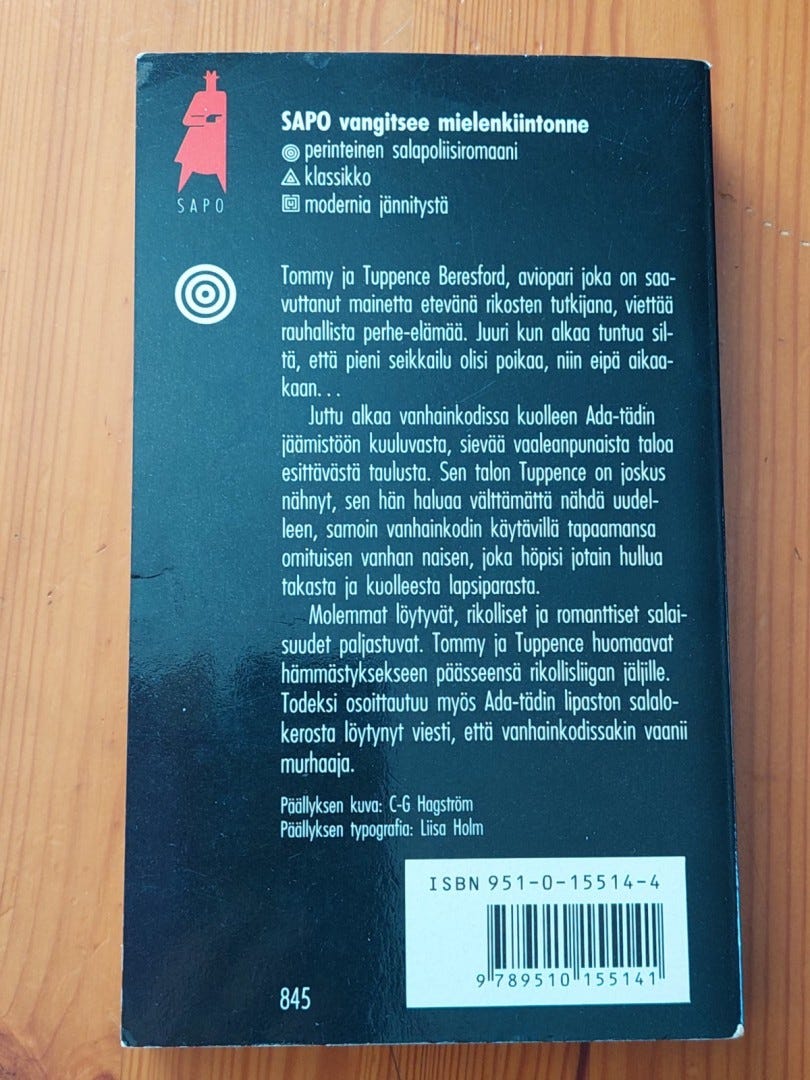 SAPO vangitsee mielenkiintonne
perinteinen salapoliisiromaani
klassikko
modernia jännitystä
SAPO
Tommy ja Tuppence Beresford, aviopari joka on saa-
vuttanut mainetta etevänä rikosten tutkijana, viettää
rauhallista perhe-elämää. Juuri kun alkaa tuntua sil-
tä, että pieni seikkailu olisi poikaa, niin eipä aikaa-
kaan...
Juttu alkaa vanhainkodissa kuolleen Ada-tädin
jäämistöön kuuluvasta, sievää vaaleanpunaista taloa
esittävästä taulusta. Sen talon Tuppence on joskus
nähnyt, sen hän haluaa välttämättä nähdä uudel-
leen, samoin vanhainkodin käytävillä tapaamansa
omituisen vanhan naisen, joka höpisi jotain hullua
takasta ja kuolleesta lapsiparasta.
Molemmat löytyvät, rikolliset ja romanttiset salai-
suudet paljastuvat. Tommy ja Tuppence huomaavat
hämmästyksekseen päässeensä rikollisliigan jäljille.
Todeksi osoittautuu myös Ada-tädin lipaston salalo-
kerosta löytynyt viesti, että vanhainkodissakin vaanii
murhaaja.
Päällyksen kuva: C-G Hagström
Päällyksen typografia: Liisa Holm
ISBN 951-0-15514-4
9 789510 155141
845